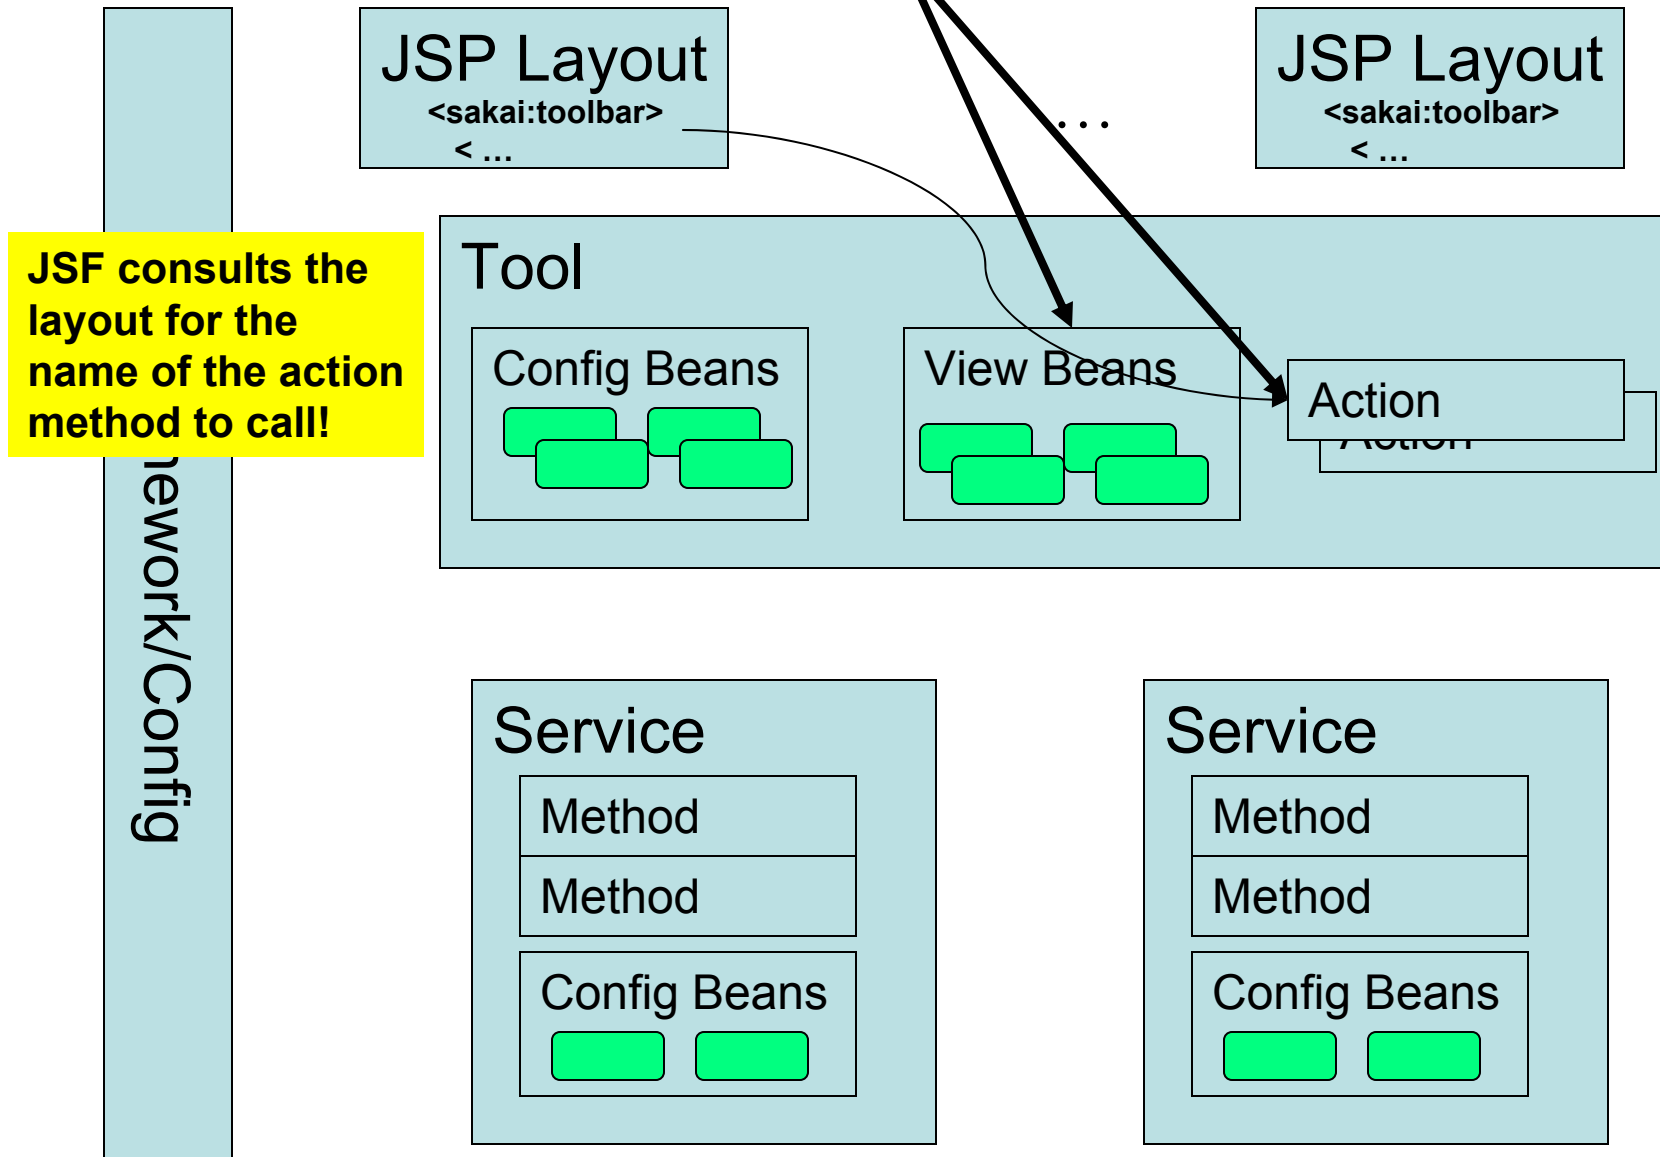 JSP Layout
<sakai:toolbar>
< ...
...
JSP Layout
<sakai:toolbar>
< ...
JSF consults the
layout for the
name of the action
method to call!
Tool
Config Beans
View Beans
Action
Action
nework/Config
Service
Method
Method
Config Beans
Service
Method
Method
Config Beans